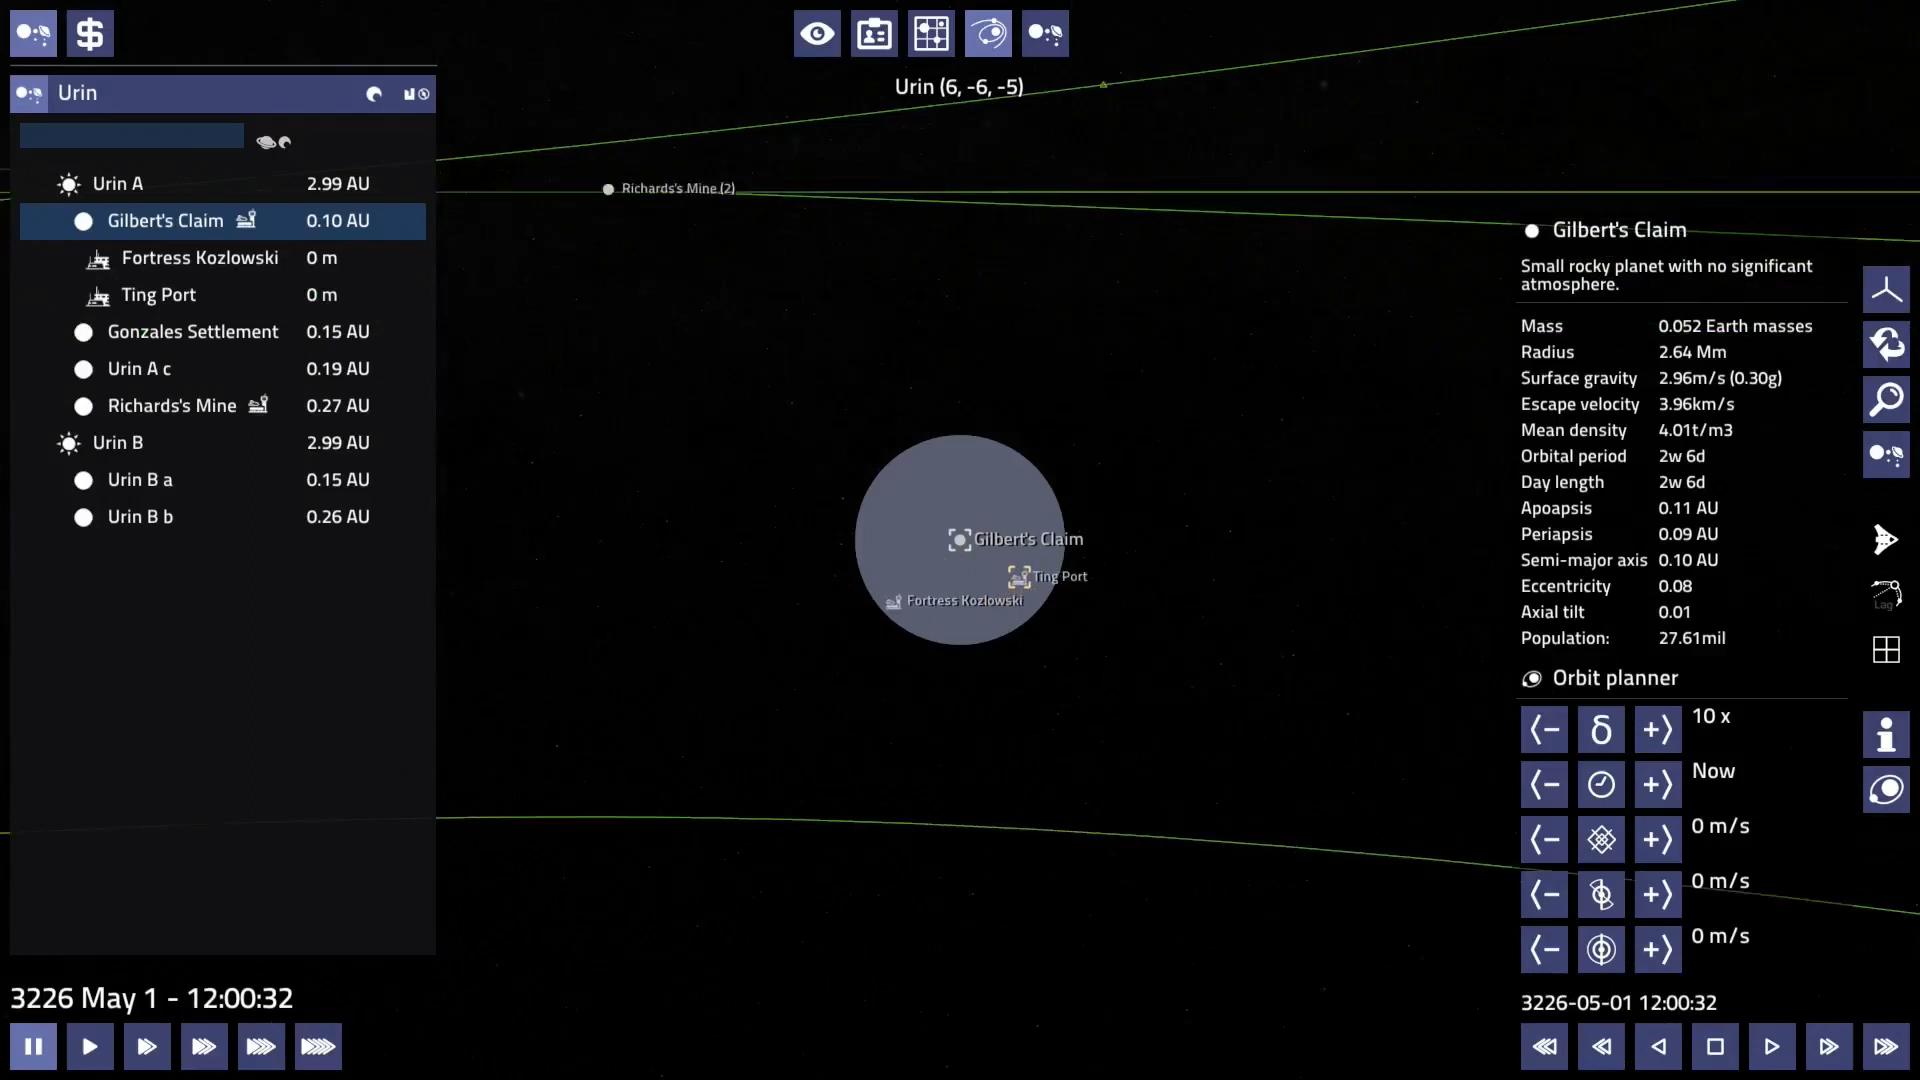 Urin (6, -6, -5)
Urin
Urin A 2.99 AU
Gilbert's Claim 0.10 AU
Fortress Kozlowski 0 m
Ting Port 0 m
Gonzales Settlement 0.15 AU
Urin A c 0.19 AU
Richards's Mine 0.27 AU
Urin B 2.99 AU
Urin B a 0.15 AU
Urin B b 0.26 AU
Richards's Mine (2)
Gilbert's Claim
Ting Port
Fortress Kozlowski
Gilbert's Claim
Small rocky planet with no significant
atmosphere.
Mass 0.052 Earth masses
Radius 2.64 Mm
Surface gravity 2.96m/s (0.30g)
Escape velocity 3.96km/s
Mean density 4.01t/m3
Orbital period 2w 6d
Day length 2w 6d
Apoapsis 0.11 AU
Periapsis 0.09 AU
Semi-major axis 0.10 AU
Eccentricity 0.08
Axial tilt 0.01
Population: 27.61mil
Lag
Orbit planner
10 x
Now
0 m/s
0 m/s
0 m/s
3226 May 1 - 12:00:32
3226-05-01 12:00:32